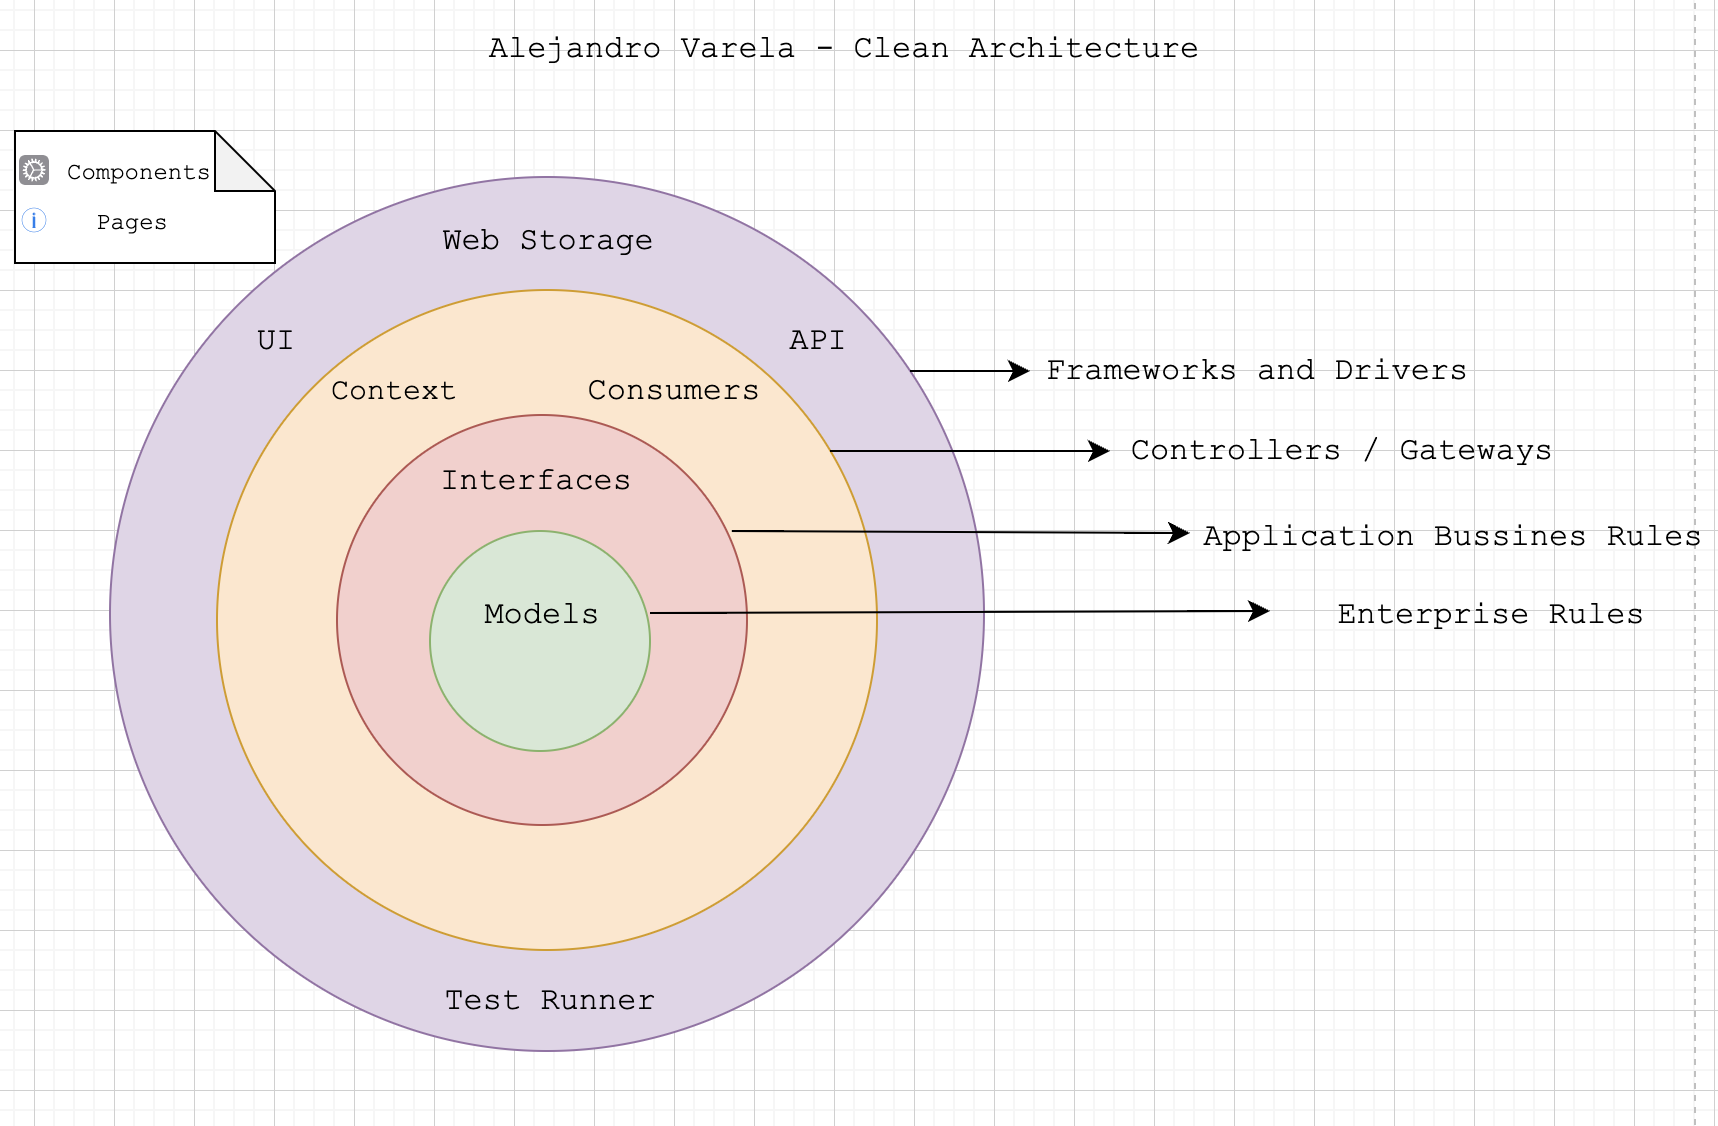 Alejandro Varela - Clean Architecture
Components
Pages
Web Storage
UI
API
Frameworks and Drivers
Context
Consumers
Controllers / Gateways
Interfaces
Application Bussines Rules
Models
Enterprise Rules
Test Runner